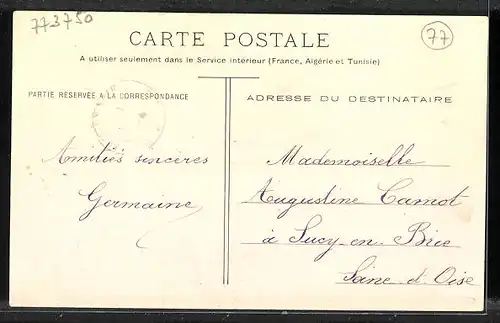 773750
77
CARTE POSTALE
A utiliser seulement dans le Service intérieur (France, Algérie et Tunisie)
PARTIE RÉSERVÉE A LA CORRESPONDANCE
ADRESSE DU DESTINATAIRE
Amitiés sincères
Germaine
Mademoiselle
Augustine Camot
à Sucy-en Brie
Seine-et-Oise